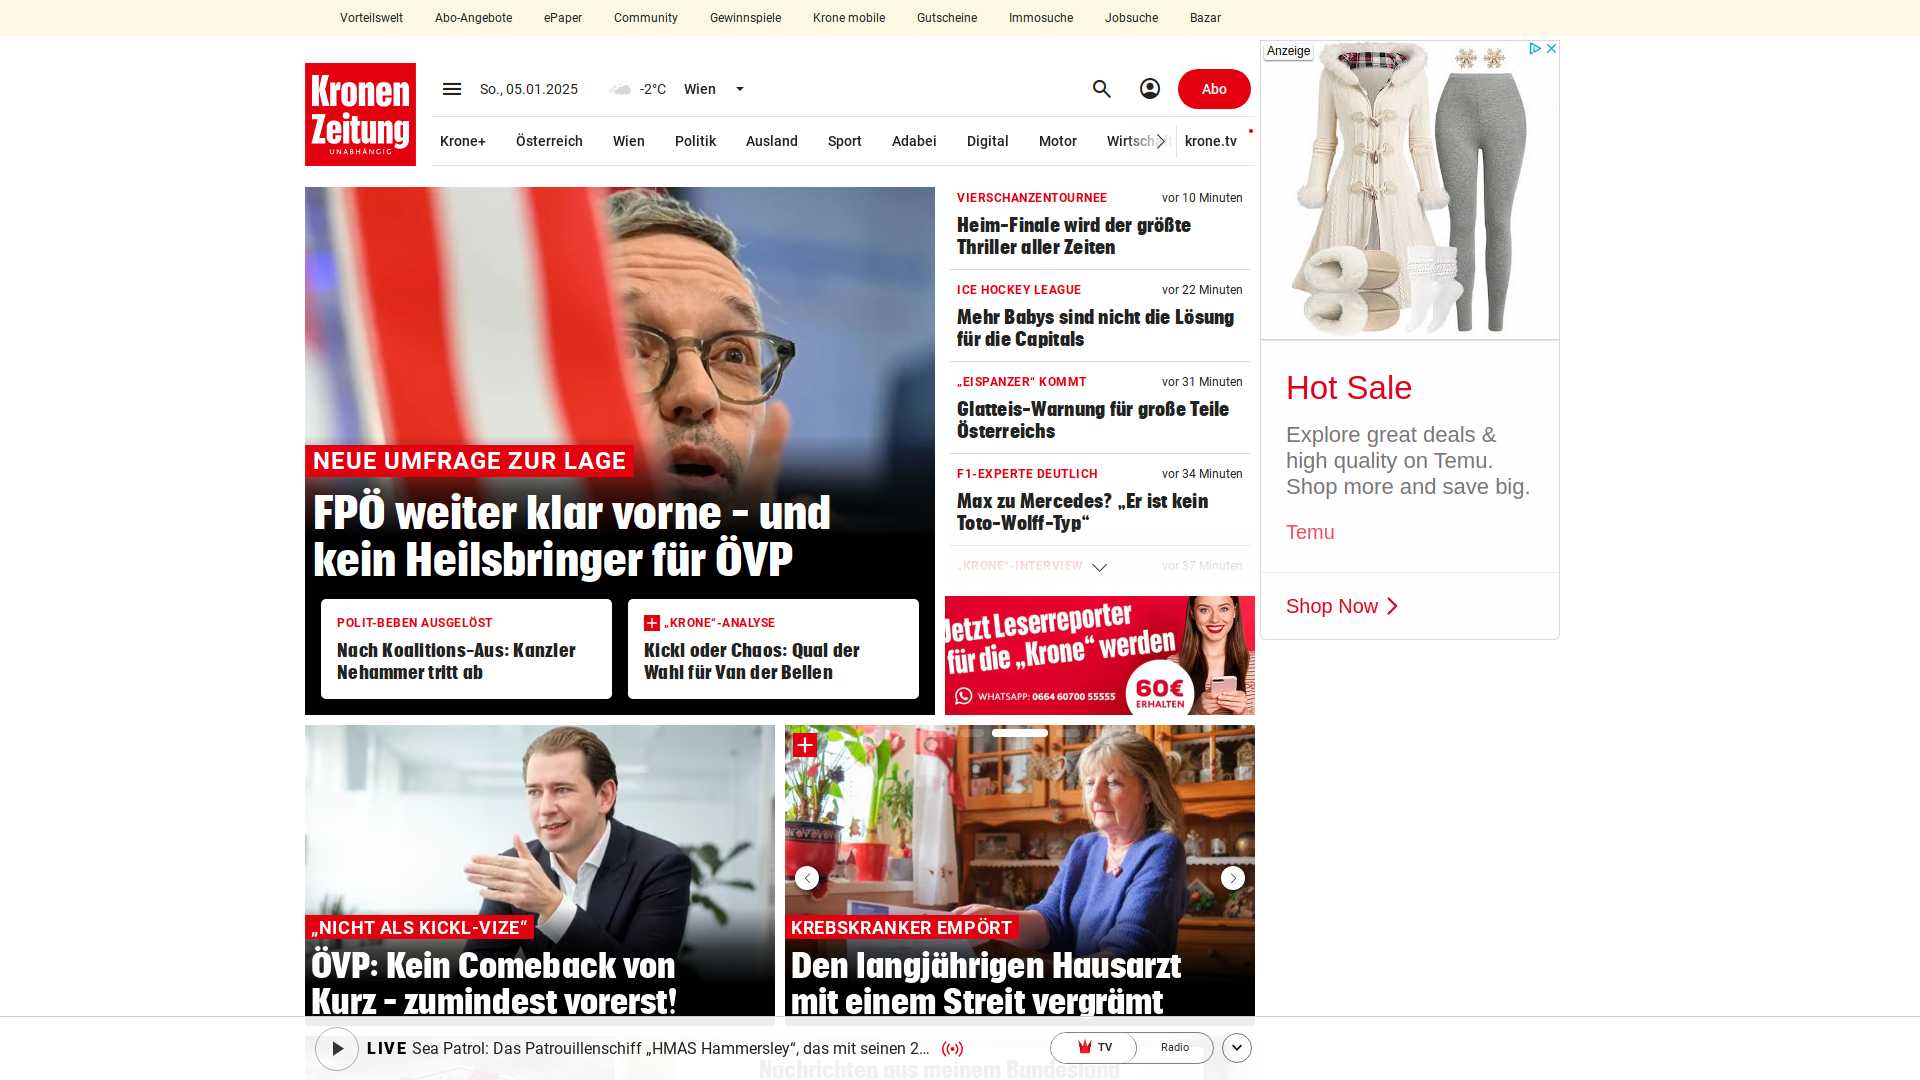 Vorteilswelt Abo-Angebote ePaper Community Gewinnspiele Krone mobile Gutscheine Immosuche Jobsuche Bazar
Kronen
Zeitung
UNABHÄNGIG
So., 05.01.2025 -2°C Wien
Abo
Krone+ Österreich Wien Politik Ausland Sport Adabei Digital Motor Wirtschaft krone.tv
NEUE UMFRAGE ZUR LAGE
FPÖ weiter klar vorne – und
kein Heilsbringer für ÖVP
POLIT-BEBEN AUSGELÖST
Nach Koalitions-Aus: Kanzler
Nehammer tritt ab
„KRONE“-ANALYSE
Kickl oder Chaos: Qual der
Wahl für Van der Bellen
VIERSCHANZENTOURNEE vor 10 Minuten
Heim-Finale wird der größte
Thriller aller Zeiten
ICE HOCKEY LEAGUE vor 22 Minuten
Mehr Babys sind nicht die Lösung
für die Capitals
„EISPANZER“ KOMMT vor 31 Minuten
Glatteis-Warnung für große Teile
Österreichs
F1-EXPERTE DEUTLICH vor 34 Minuten
Max zu Mercedes? „Er ist kein
Toto-Wolff-Typ“
„KRONE“-INTERVIEW vor 37 Minuten
Jetzt Leserreporter
für die „Krone“ werden
WHATSAPP: 0664 60700 55555
60€
ERHALTEN
Anzeige
Hot Sale
Explore great deals &
high quality on Temu.
Shop more and save big.
Temu
Shop Now
„NICHT ALS KICKL-VIZE“
ÖVP: Kein Comeback von
Kurz – zumindest vorerst!
KREBSKRANKER EMPÖRT
Den langjährigen Hausarzt
mit einem Streit vergrämt
LIVE Sea Patrol: Das Patrouillenschiff „HMAS Hammersley“, das mit seinen 2...
TV Radio
Nachrichten aus meinem Bundesland